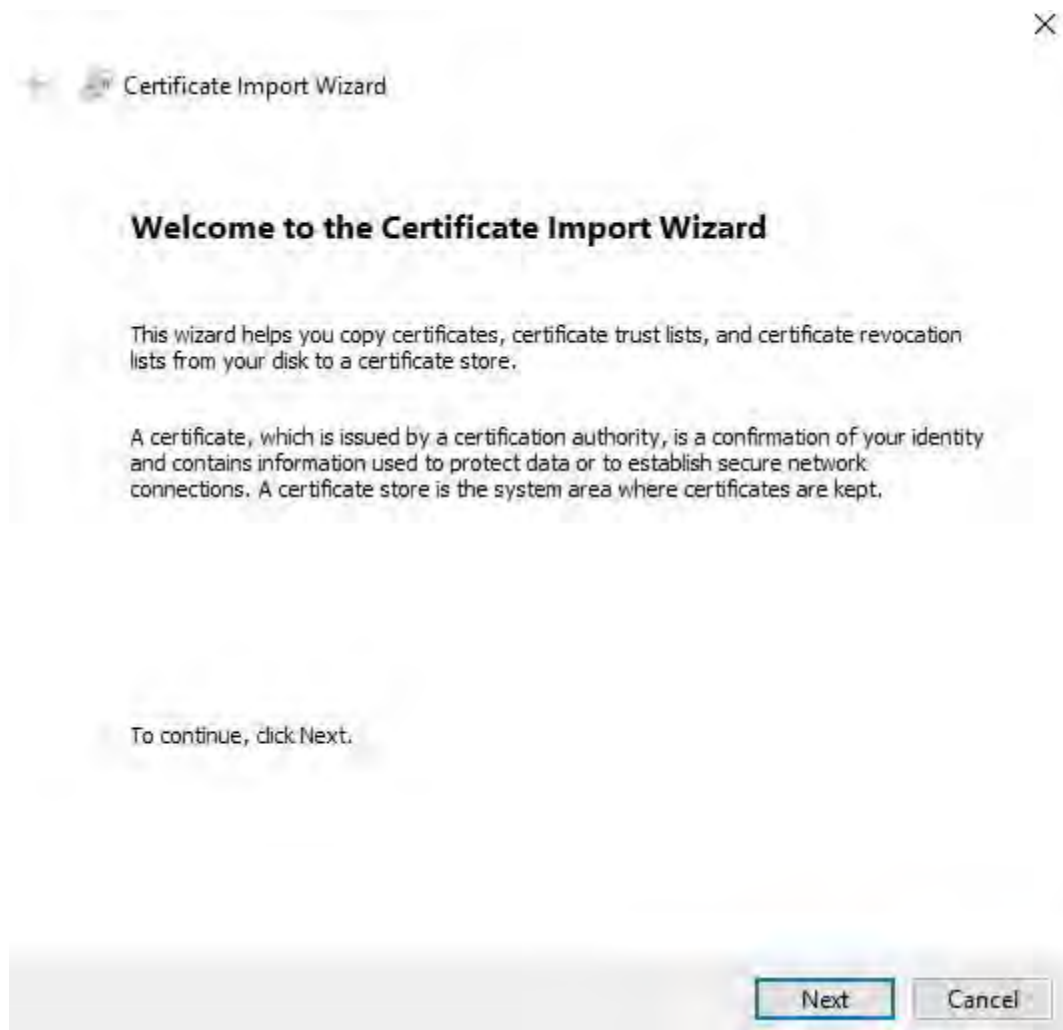 Certificate Import Wizard
Welcome to the Certificate Import Wizard
This wizard helps you copy certificates, certificate trust lists, and certificate revocation
lists from your disk to a certificate store.
A certificate, which is issued by a certification authority, is a confirmation of your identity
and contains information used to protect data or to establish secure network
connections. A certificate store is the system area where certificates are kept.
To continue, click Next.
Next Cancel